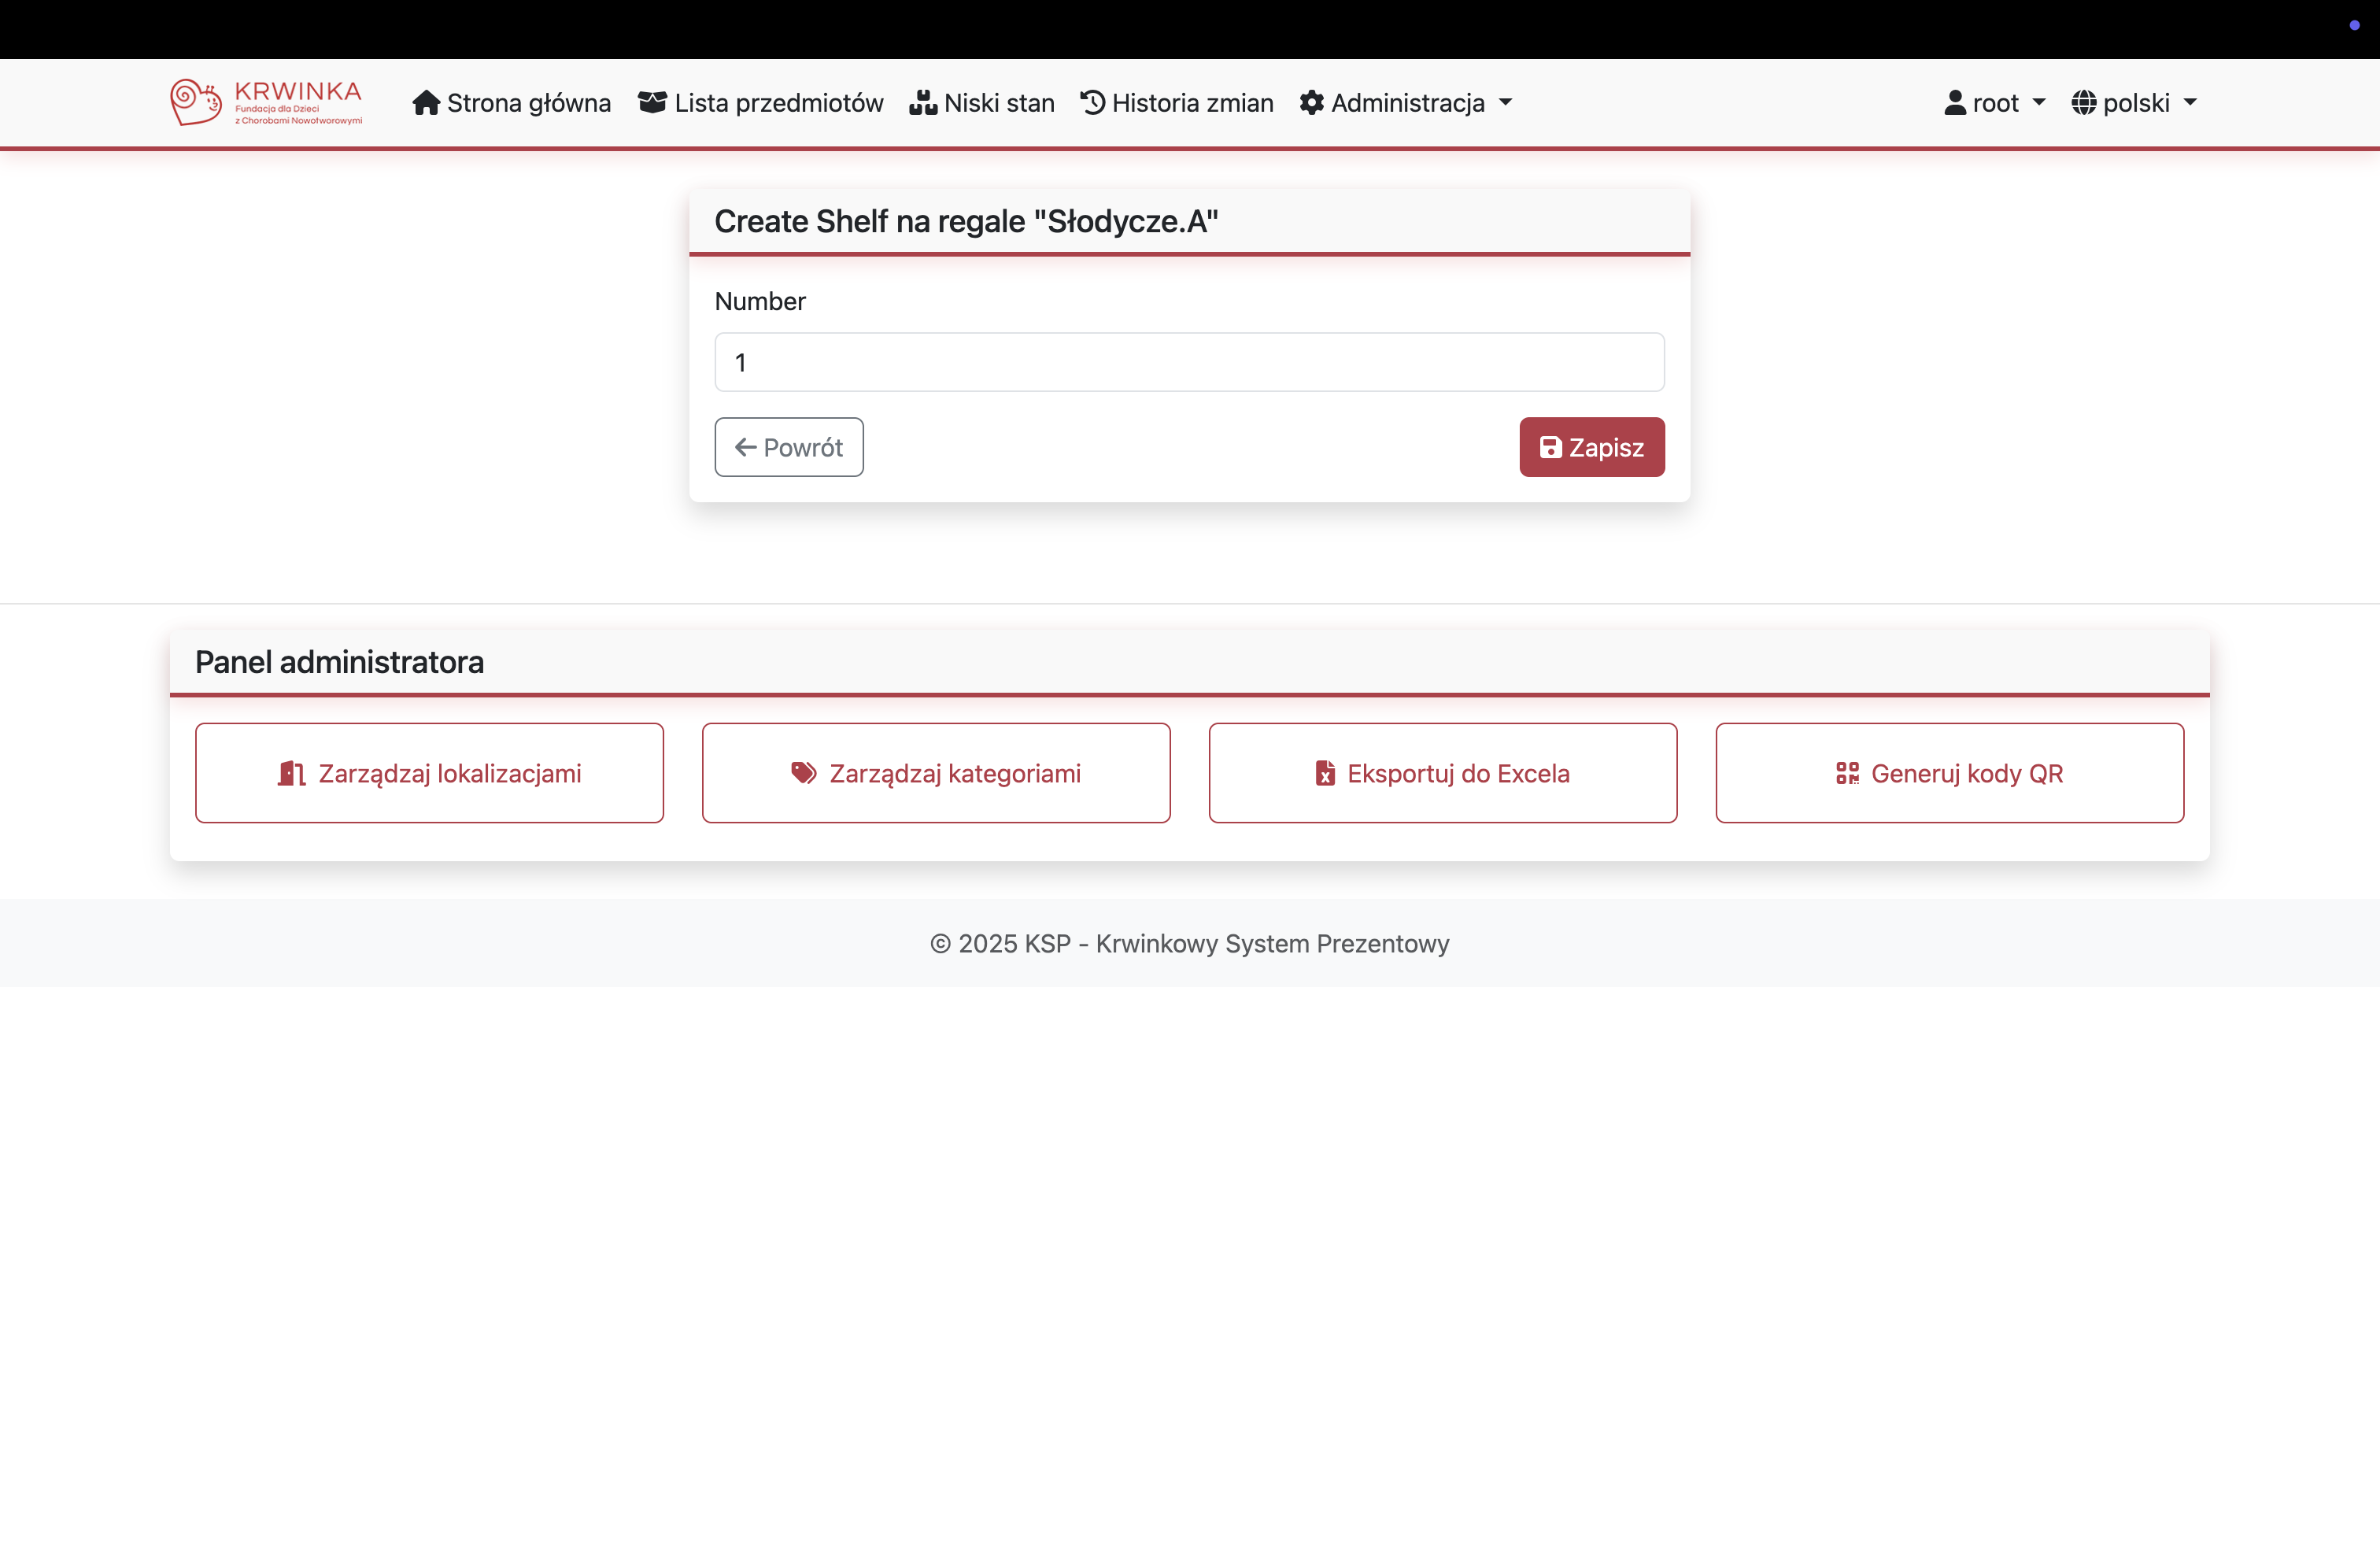 KRWINKA
Fundacja dla Dzieci
z Chorobami Nowotworowymi
Strona główna
Lista przedmiotów
Niski stan
Historia zmian
Administracja
root
polski
Create Shelf na regale "Słodycze.A"
Number
1
Powrót
Zapisz
Panel administratora
Zarządzaj lokalizacjami
Zarządzaj kategoriami
Eksportuj do Excela
Generuj kody QR
© 2025 KSP - Krwinkowy System Prezentowy